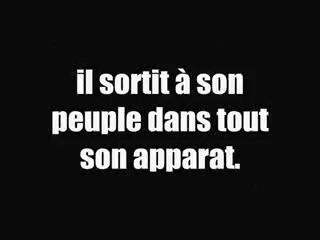 il sortit à son
peuple dans tout
son apparat.